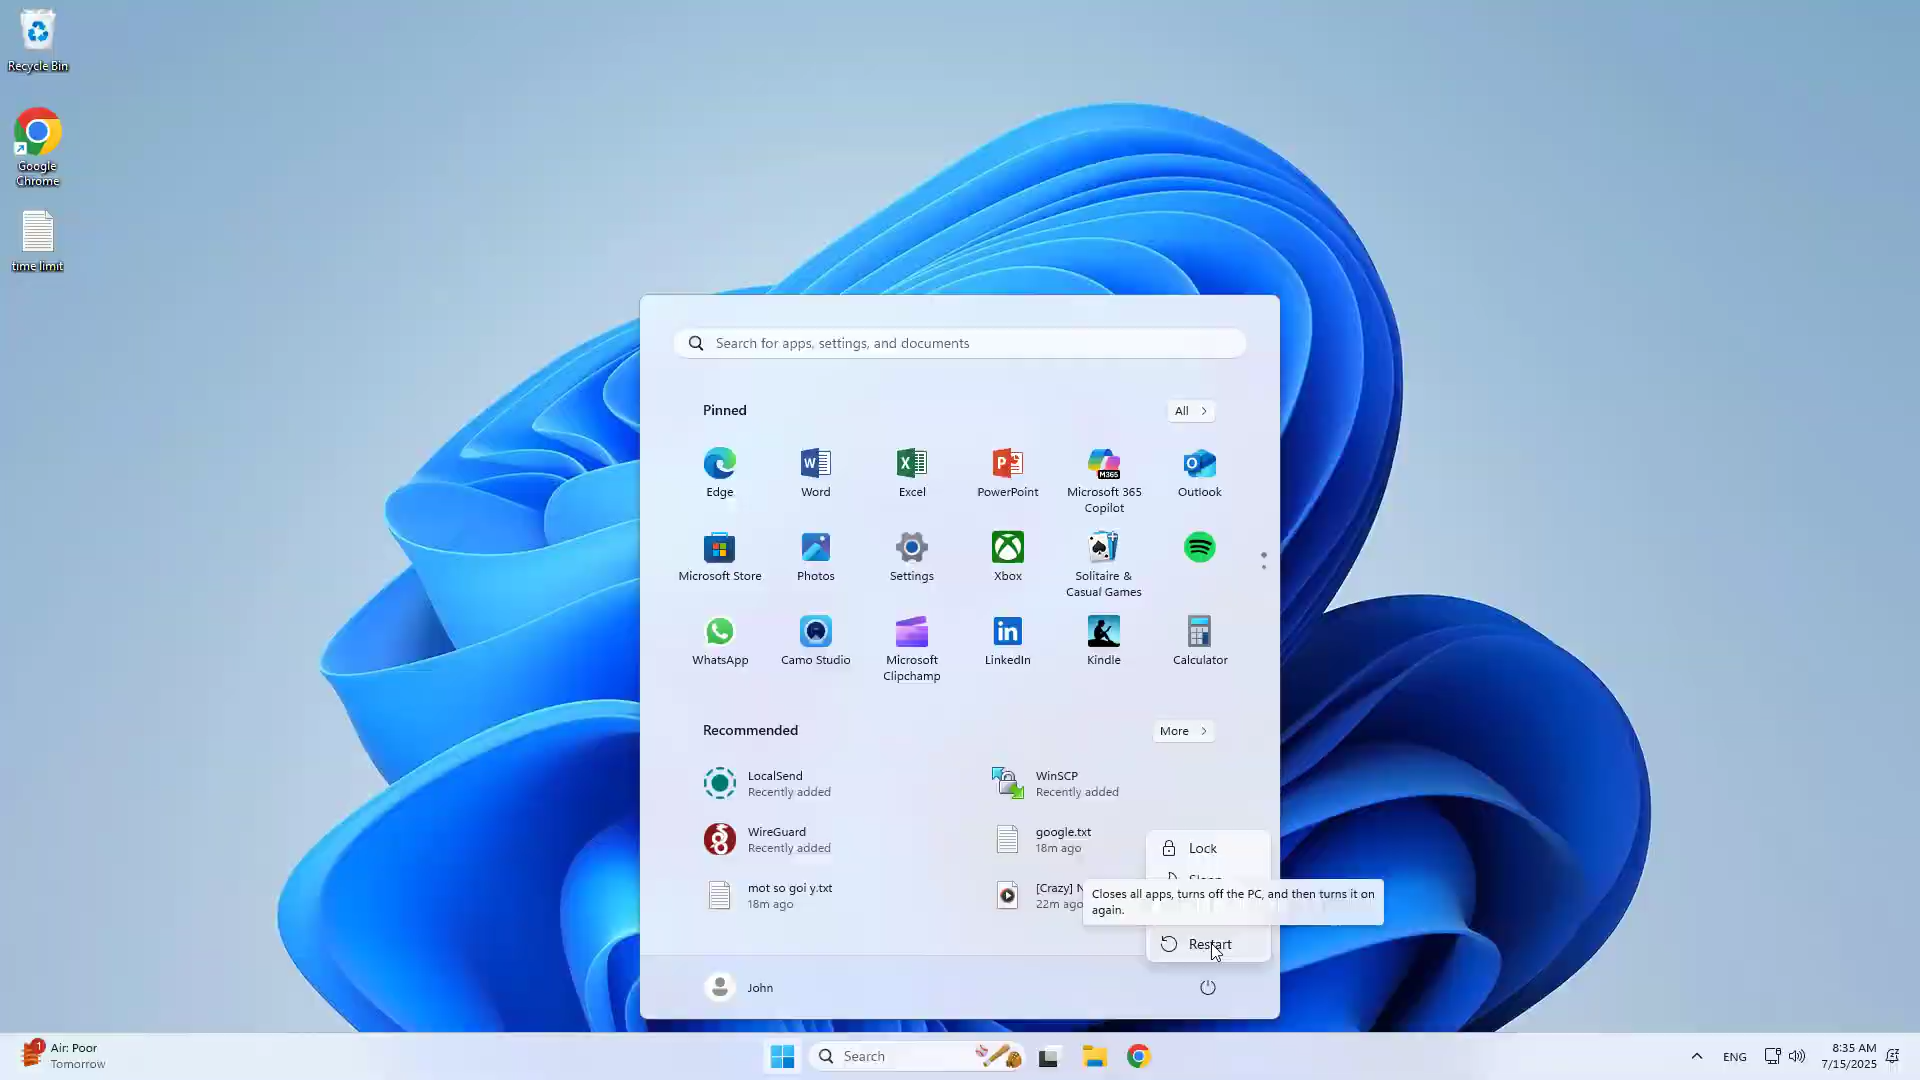 Recycle Bin
Google
Chrome
time limit
Search for apps, settings, and documents
Pinned
All
Edge
Word
Excel
PowerPoint
M365
Microsoft 365
Copilot
Outlook
Microsoft Store
Photos
Settings
Xbox
Solitaire &
Casual Games
WhatsApp
Camo Studio
Microsoft
Clipchamp
LinkedIn
Kindle
Calculator
Recommended
More
LocalSend
Recently added
WinSCP
Recently added
WireGuard
Recently added
google.txt
18m ago
mot so goi y.txt
18m ago
[Crazy] N
22m ago
Lock
Closes all apps, turns off the PC, and then turns it on
again.
Restart
John
1
Air: Poor
Tomorrow
Search
ENG
8:35 AM
7/15/2025